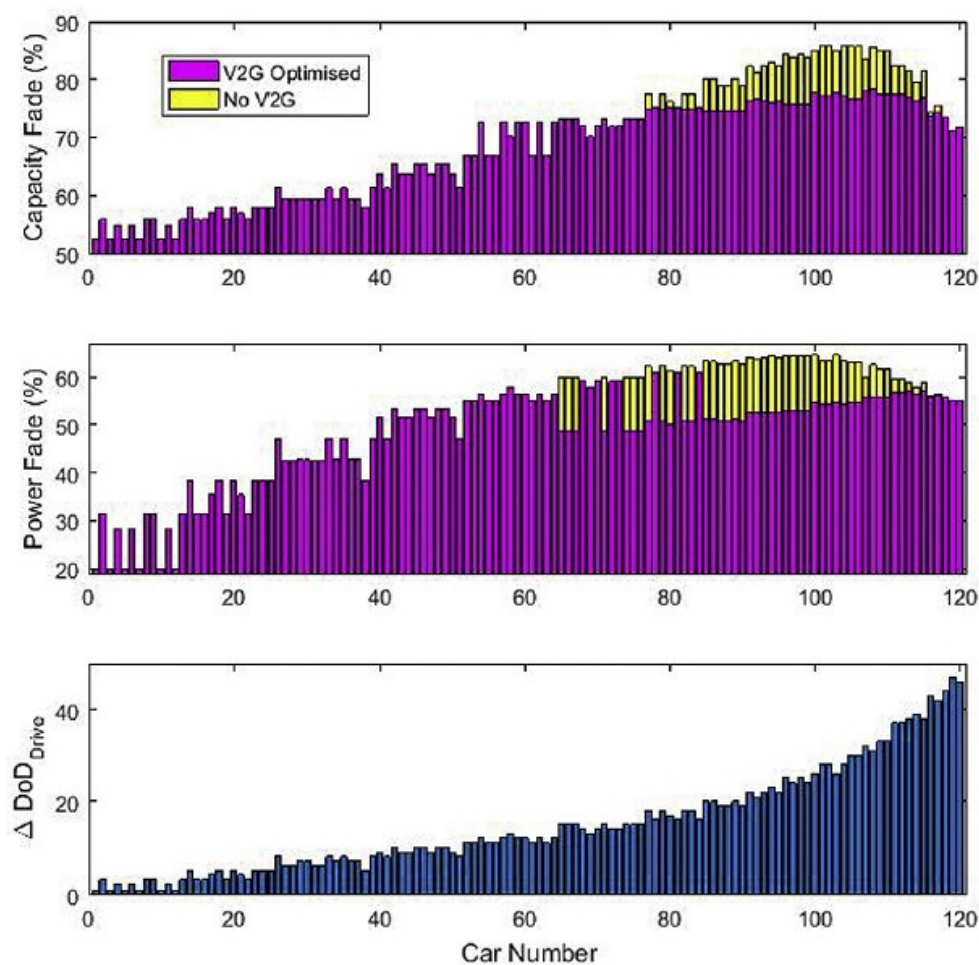 Capacity Fade (%)
90
80
70
60
50
V2G Optimised
No V2G
0 20 40 60 80 100 120
Power Fade (%)
60
50
40
30
20
0 20 40 60 80 100 120
Δ DoD Drive
40
20
0
0 20 40 60 80 100 120
Car Number